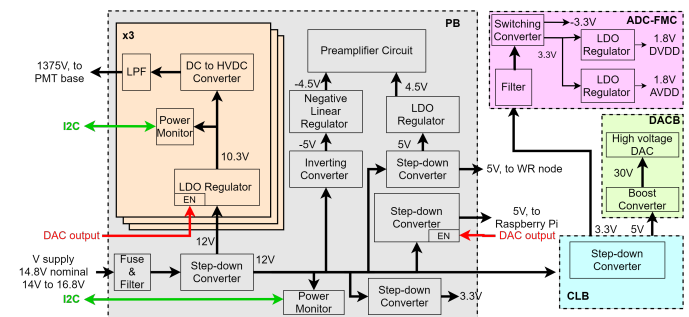 x3
PB
ADC-FMC
Switching
Converter
-3.3V
3.3V
LDO
Regulator
1.8V
DVDD
LDO
Regulator
1.8V
AVDD
Filter
Preamplifier Circuit
1375V, to
PMT base
LPF
DC to HVDC
Converter
-4.5V
4.5V
Negative
Linear
Regulator
LDO
Regulator
I2C
Power
Monitor
DACB
High voltage
DAC
30V
Boost
Converter
10.3V
-5V
5V
Inverting
Converter
Step-down
Converter
5V, to WR node
LDO Regulator
EN
Step-down
Converter
EN
5V, to
Raspberry Pi
DAC output
DAC output
12V
3.3V
5V
V supply
14.8V nominal
14V to 16.8V
Fuse
&
Filter
Step-down
Converter
12V
Step-down
Converter
CLB
I2C
Power
Monitor
Step-down
Converter
3.3V